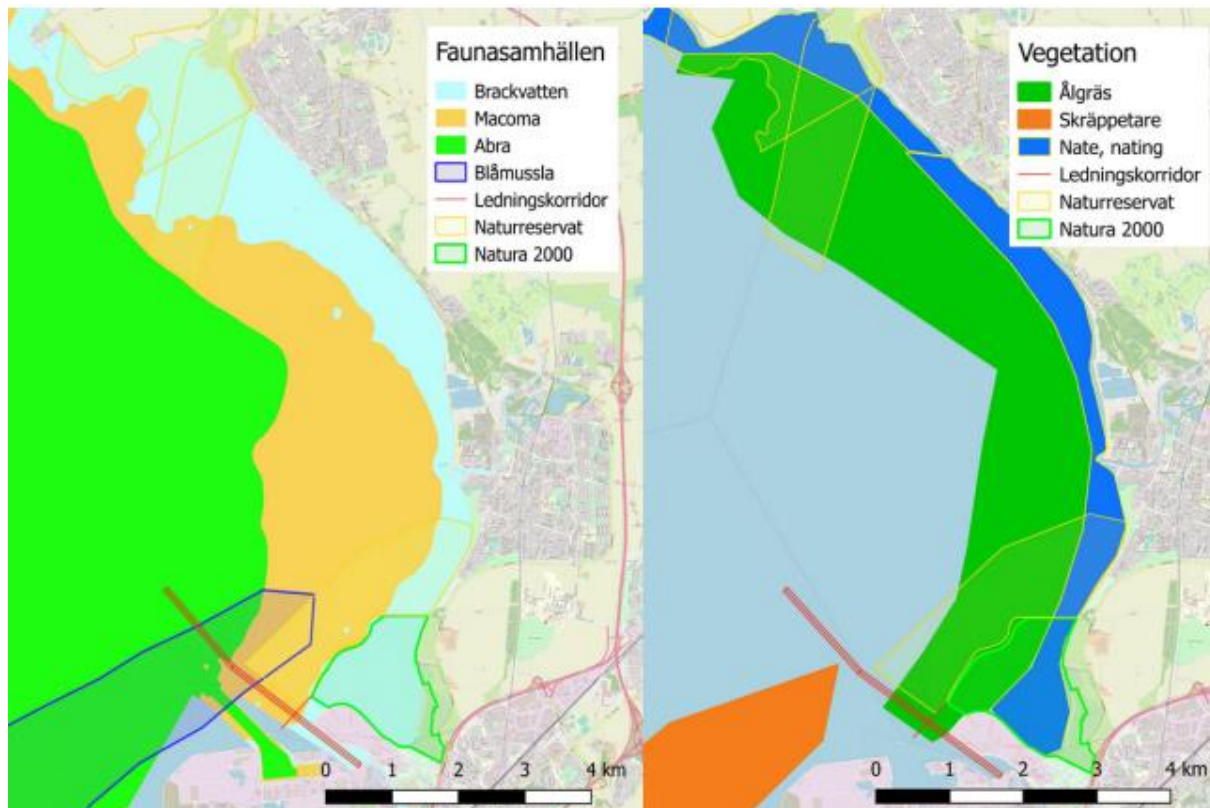 Faunasamhällen
Brackvatten
Macoma
Abra
Blåmussla
Ledningskorridor
Naturreservat
Natura 2000
0 1 2 3 4 km
Vegetation
Ålgräs
Skräppetare
Nate, nating
Ledningskorridor
Naturreservat
Natura 2000
0 1 2 3 4 km